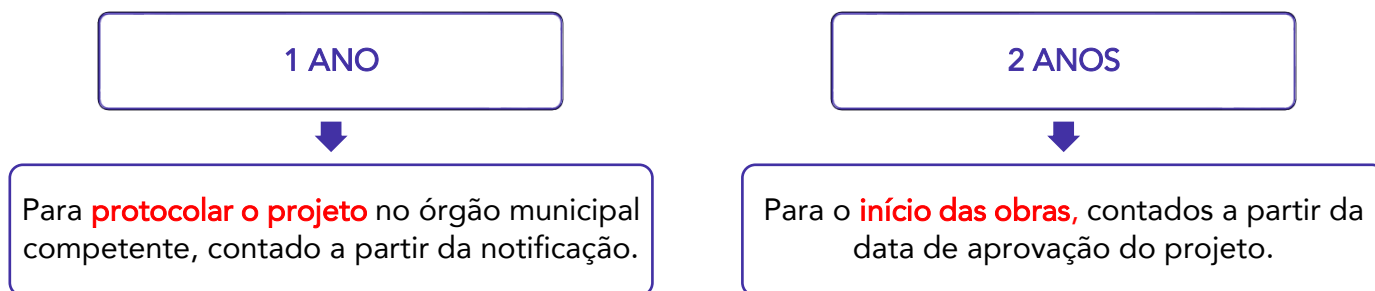 1 ANO
Para protocolar o projeto no órgão municipal
competente, contado a partir da notificação.
2 ANOS
Para o início das obras, contados a partir da
data de aprovação do projeto.